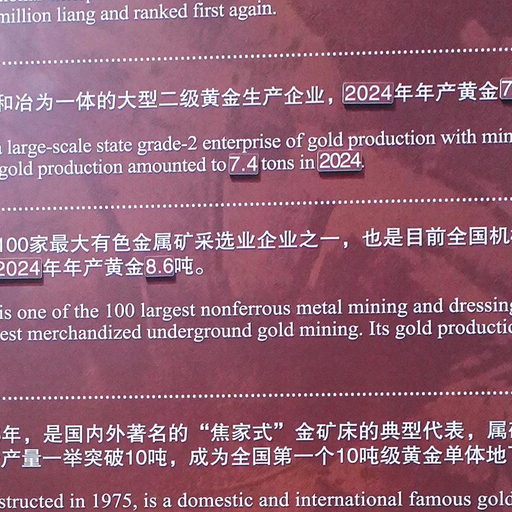 million liang and ranked first again.
和冶为一体的大型二级黄金生产企业，2024年年产黄金7
large-scale state grade-2 enterprise of gold production with min
gold production amounted to 7.4 tons in 2024.
100家最大有色金属矿采选业企业之一，也是目前全国机
2024年年产黄金8.6吨。
is one of the 100 largest nonferrous metal mining and dressing
est merchandized underground gold mining. Its gold productio
年，是国内外著名的“焦家式”金矿床的典型代表，属
产量一举突破10吨，成为全国第一个10吨级黄金单体地下
structed in 1975, is a domestic and international famous gold